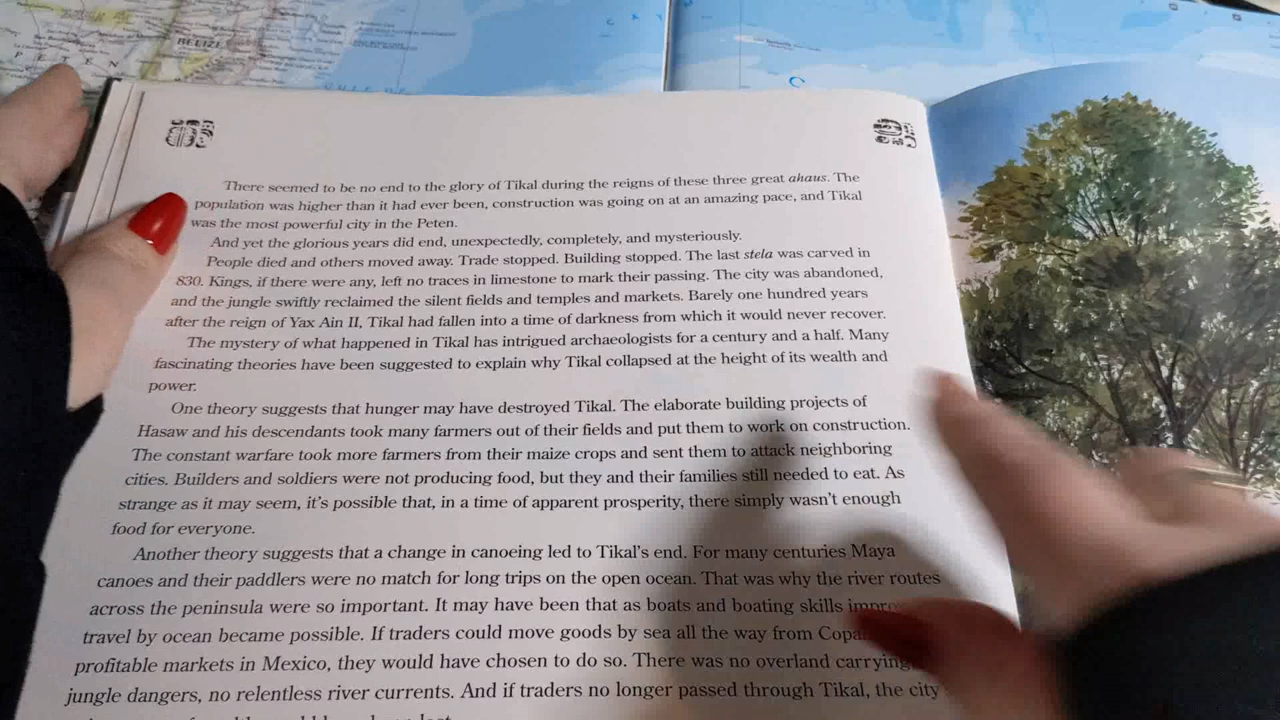 BELIZE
There seemed to be no end to the glory of Tikal during the reigns of these three great ahaus. The
population was higher than it had ever been, construction was going on at an amazing pace, and Tikal
was the most powerful city in the Peten.
And yet the glorious years did end, unexpectedly, completely, and mysteriously.
People died and others moved away. Trade stopped. Building stopped. The last stela was carved in
830. Kings, if there were any, left no traces in limestone to mark their passing. The city was abandoned,
and the jungle swiftly reclaimed the silent fields and temples and markets. Barely one hundred years
after the reign of Yax Ain II, Tikal had fallen into a time of darkness from which it would never recover.
The mystery of what happened in Tikal has intrigued archaeologists for a century and a half. Many
fascinating theories have been suggested to explain why Tikal collapsed at the height of its wealth and
power.
One theory suggests that hunger may have destroyed Tikal. The elaborate building projects of
Hasaw and his descendants took many farmers out of their fields and put them to work on construction.
The constant warfare took more farmers from their maize crops and sent them to attack neighboring
cities. Builders and soldiers were not producing food, but they and their families still needed to eat. As
strange as it may seem, it's possible that, in a time of apparent prosperity, there simply wasn't enough
food for everyone.
Another theory suggests that a change in canoeing led to Tikal's end. For many centuries Maya
canoes and their paddlers were no match for long trips on the open ocean. That was why the river routes
across the peninsula were so important. It may have been that as boats and boating skills
travel by ocean became possible. If traders could move goods by sea all the way from
profitable markets in Mexico, they would have chosen to do so. There was no overland carrying,
jungle dangers, no relentless river currents. And if traders no longer passed through Tikal, the city